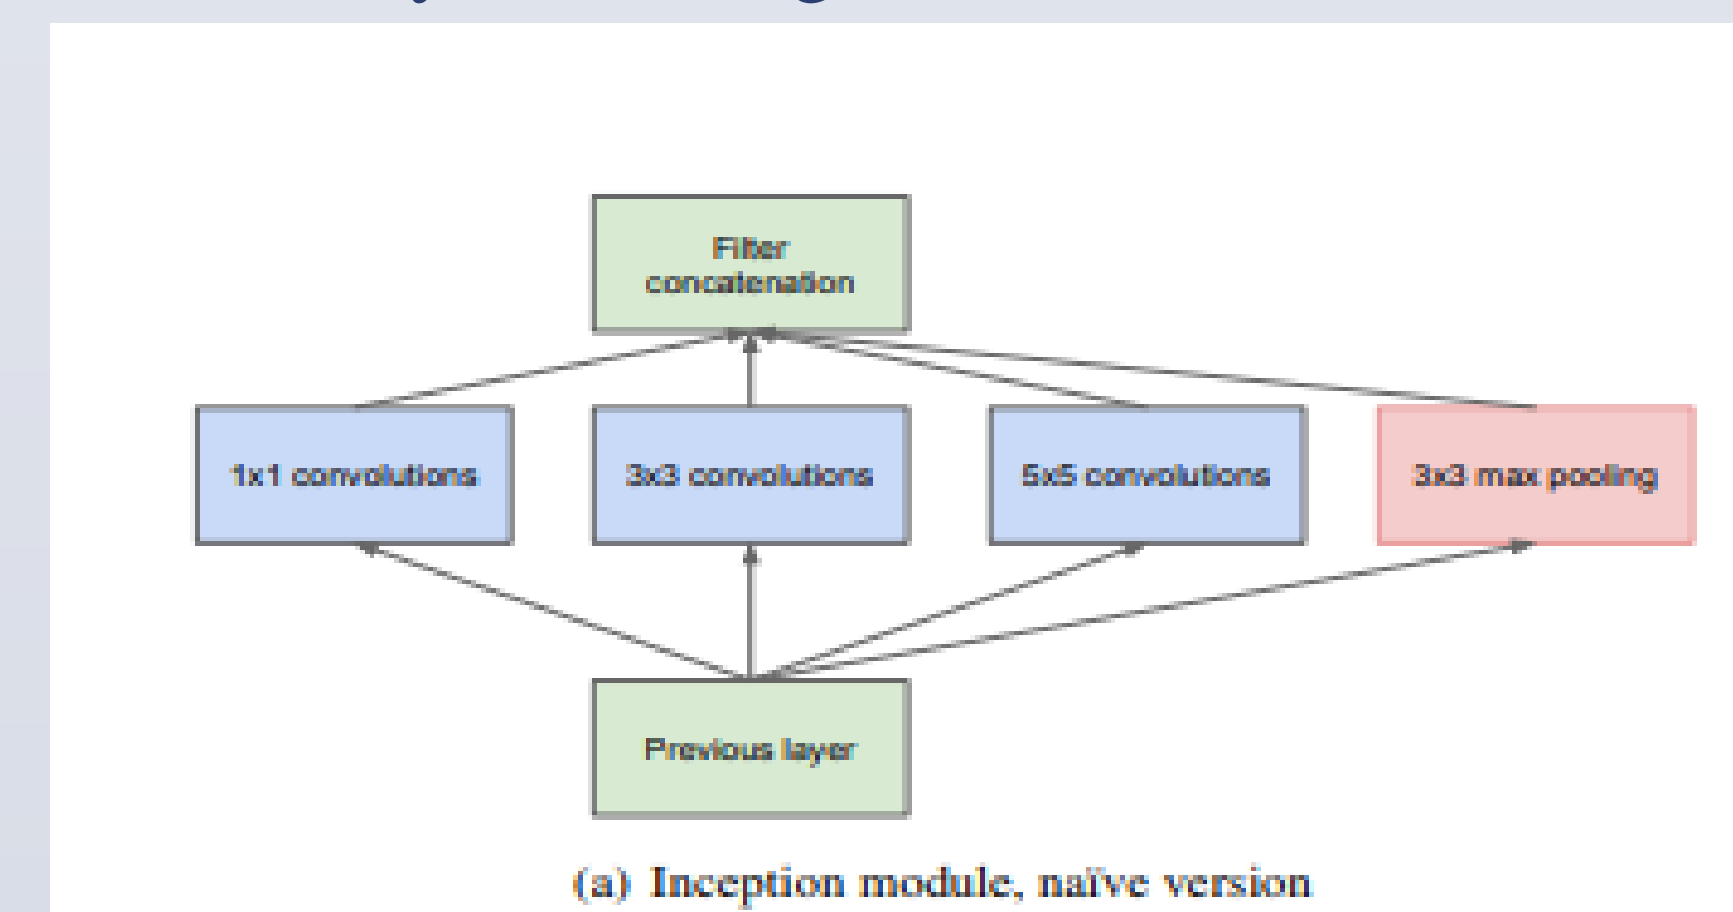 Filter
concatenation
1x1 convolutions
3x3 convolutions
5x5 convolutions
3x3 max pooling
Previous layer
(a) Inception module, naïve version